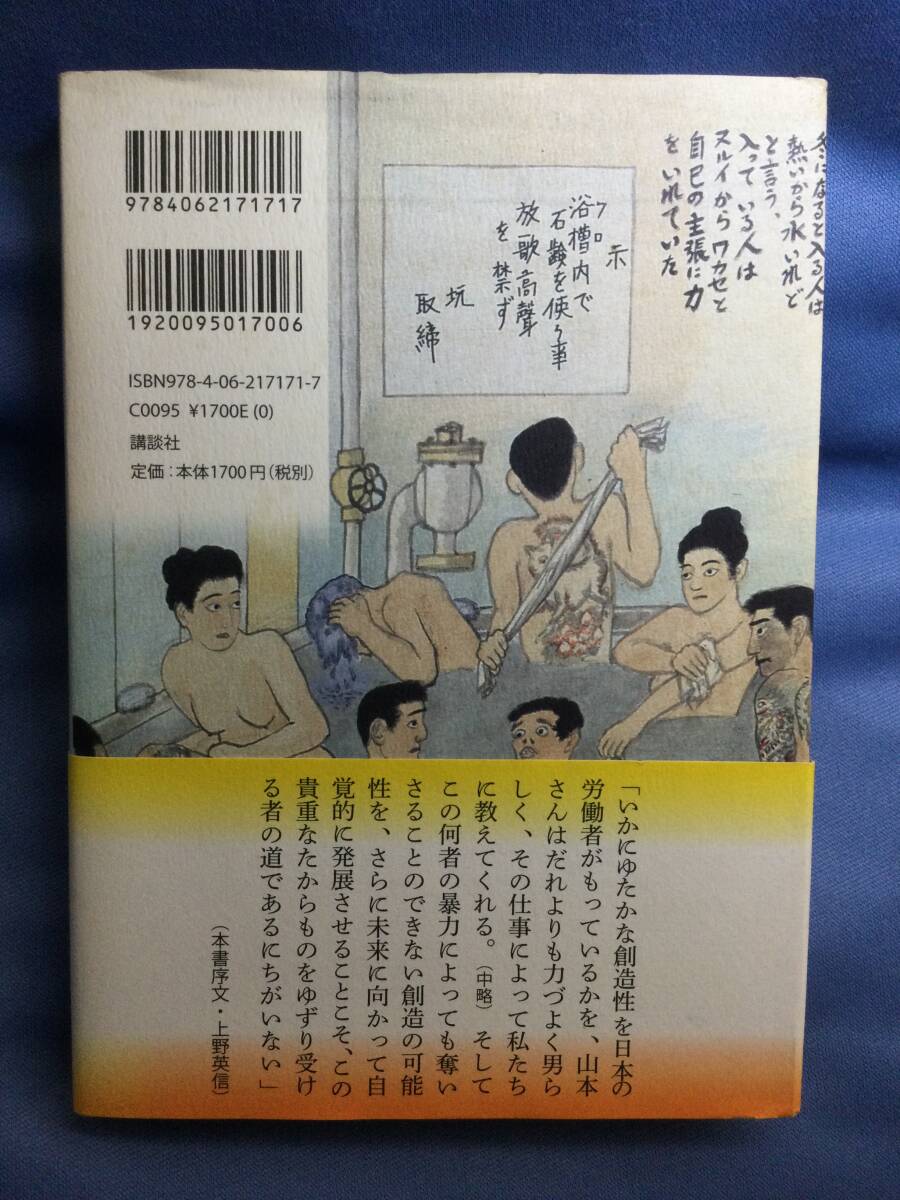 9784062171717
1920095017006
ISBN978-4-06-217171-7
C0095 ¥1700E(0)
講談社
定価:本体1700円(税別)
冬になると入る人は
熱いから水いれど
と言う、
入っている人は
ヌルイからワカセと
自己の主張に力
をいれていた
示
フロ
浴槽内で
石鹸を使う事
放歌高聲
を禁ず
坑
取締
「いかにゆたかな創造性を日本の
労働者がもっているかを、山本
さんはだれよりも力づよく男ら
しく、その仕事によって私たち
に教えてくれる。(中略)そして
この何者の暴力によっても奪い
さることのできない創造の可能
性を、さらに未来に向かって自
覚的に発展させることこそ、この
貴重なたからものをゆずり受け
る者の道であるにちがいない」
(本書序文・上野英信)